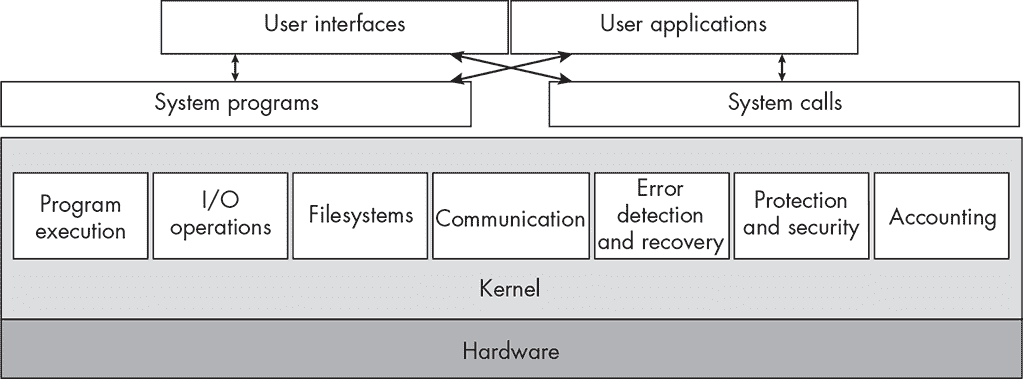 User interfaces
User applications
System programs
System calls
Program
execution
I/O
operations
Filesystems
Communication
Error
detection
and recovery
Protection
and security
Accounting
Kernel
Hardware